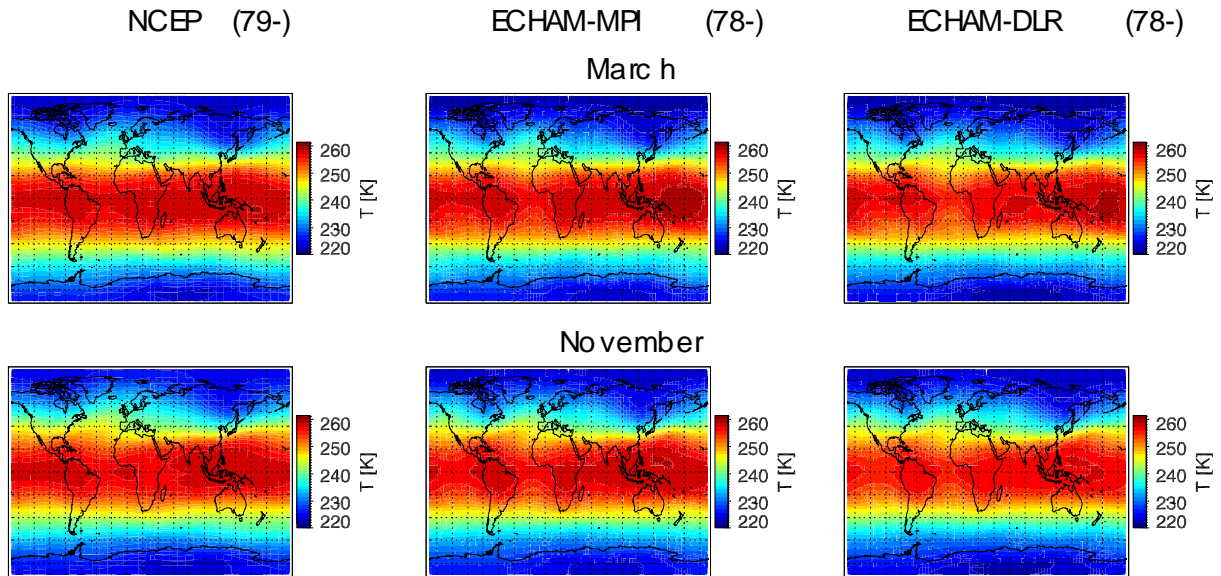 NCEP (79-) ECHAM-MPI (78-) ECHAM-DLR (78-)
March
260 260 260
250 250 250
240 240 240
230 230 230
220 220 220
T [K] T [K] T [K]
November
260 260 260
250 250 250
240 240 240
230 230 230
220 220 220
T [K] T [K] T [K]